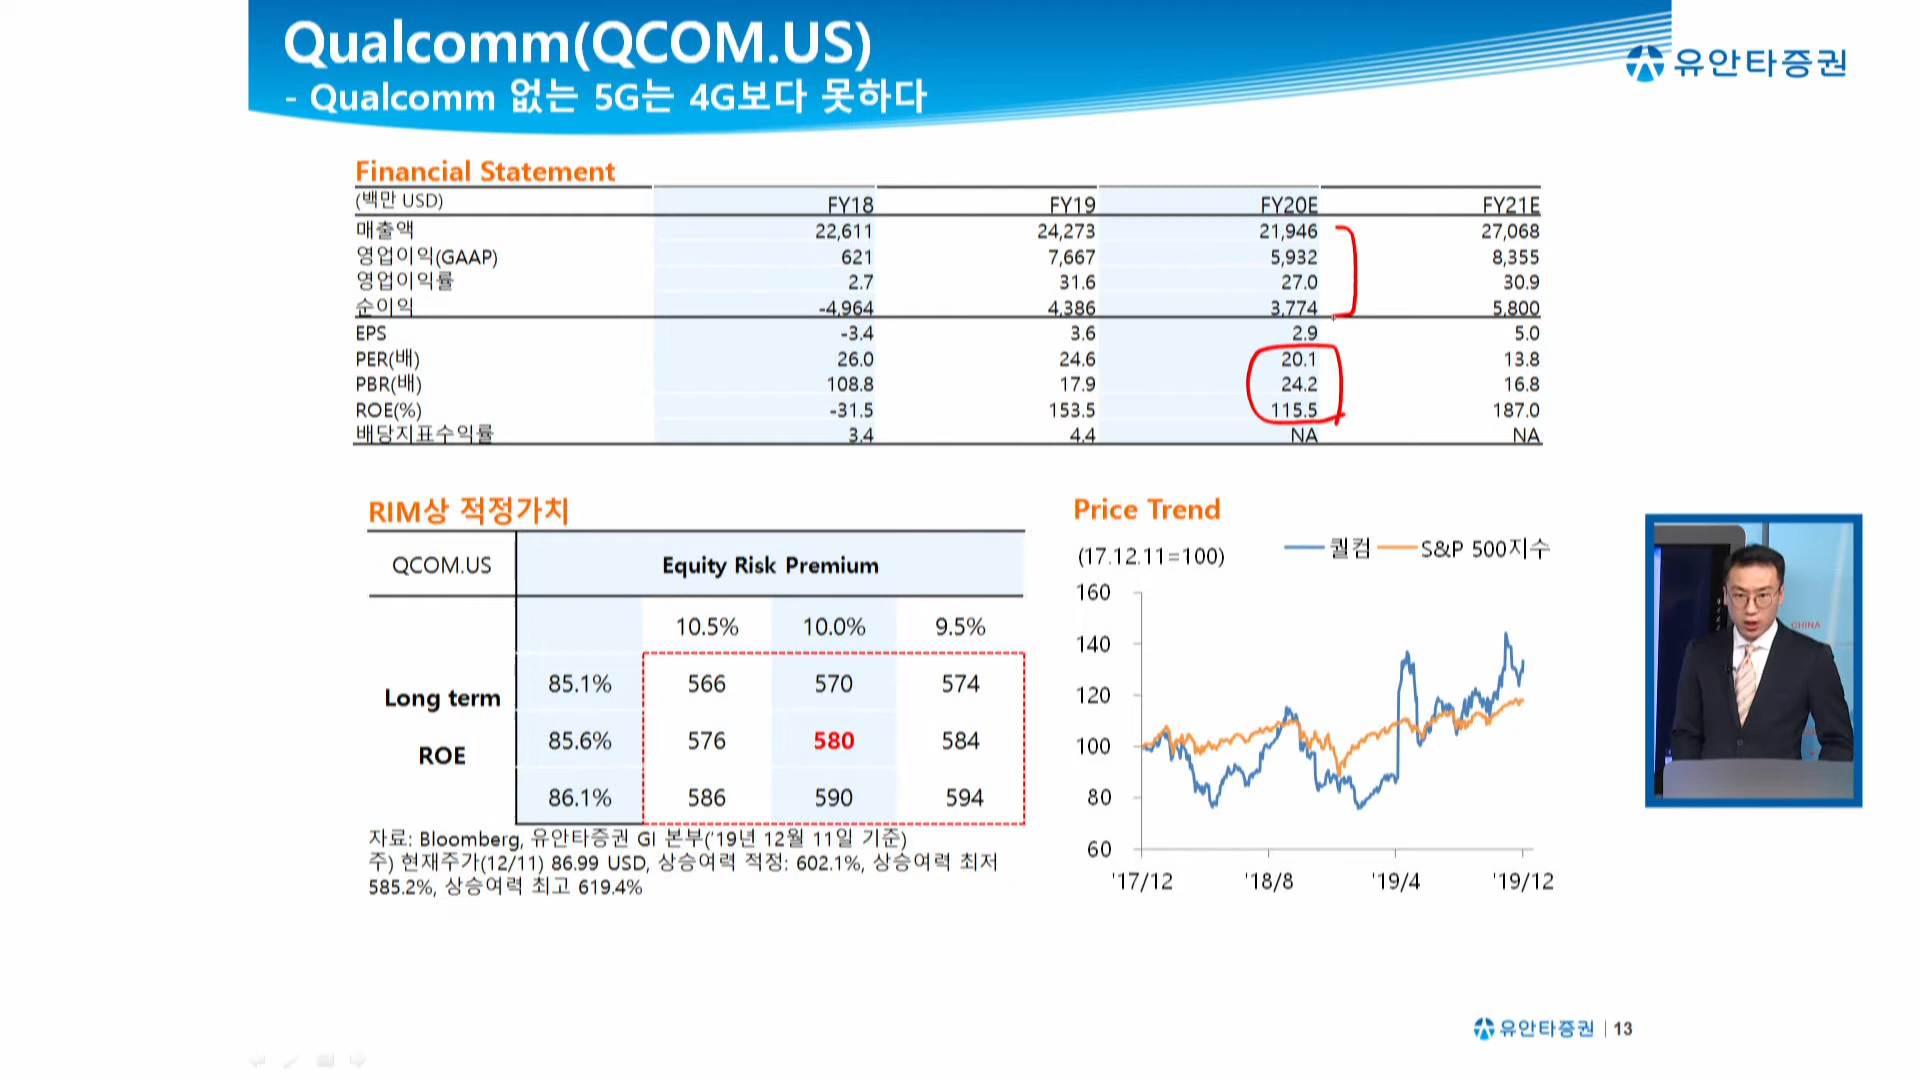 Qualcomm(QCOM.US)
- Qualcomm 없는 5G는 4G보다 못하다
유안타증권
Financial Statement
(백만 USD) FY18 FY19 FY20E FY21E
매출액 22,611 24,273 21,946 27,068
영업이익(GAAP) 621 7,667 5,932 8,355
영업이익률 2.7 31.6 27.0 30.9
순이익 -4,964 4,386 3,774 5,800
EPS -3.4 3.6 2.9 5.0
PER(배) 26.0 24.6 20.1 13.8
PBR(배) 108.8 17.9 24.2 16.8
ROE(%) -31.5 153.5 115.5 187.0
배당지표수익률 3.4 4.4 NA NA
RIM상 적정가치
QCOM.US Equity Risk Premium
10.5% 10.0% 9.5%
Long term ROE
85.1% 566 570 574
85.6% 576 580 584
86.1% 586 590 594
자료: Bloomberg, 유안타증권 GI 본부('19년 12월 11일 기준)
주) 현재주가(12/11) 86.99 USD, 상승여력 적정: 602.1%, 상승여력 최저
585.2%, 상승여력 최고 619.4%
Price Trend
(17.12.11=100)
퀄컴 S&P 500지수
160
140
120
100
80
60
'17/12 '18/8 '19/4 '19/12
CHINA
유안타증권 | 13